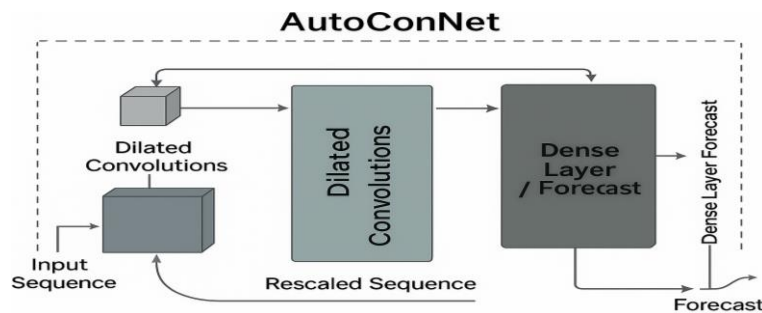 AutoConNet
Dilated
Convolutions
Dilated
Convolutions
Dense
Layer
/ Forecast
Dense Layer Forecast
Input
Sequence
Rescaled Sequence
Forecast